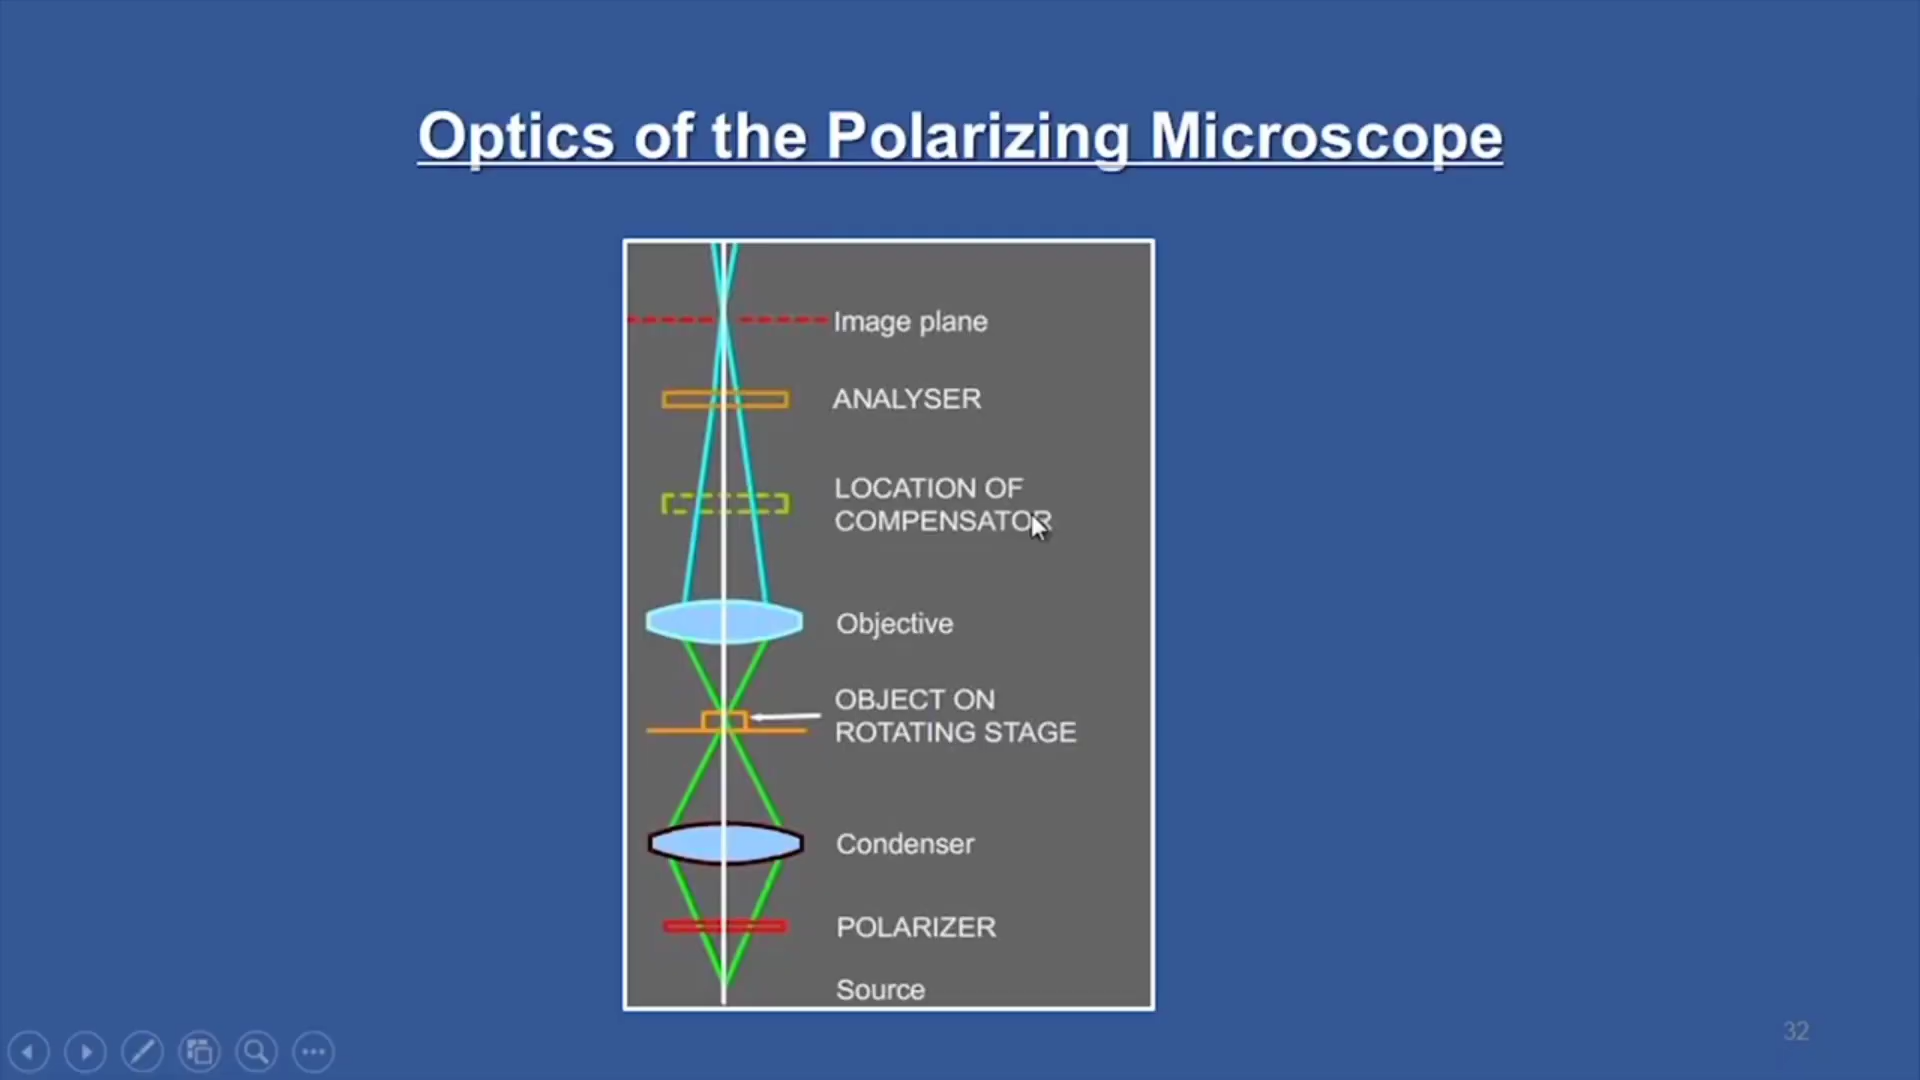 Optics of the Polarizing Microscope
Image plane
ANALYSER
LOCATION OF
COMPENSATOR
Objective
OBJECT ON
ROTATING STAGE
Condenser
POLARIZER
Source
32